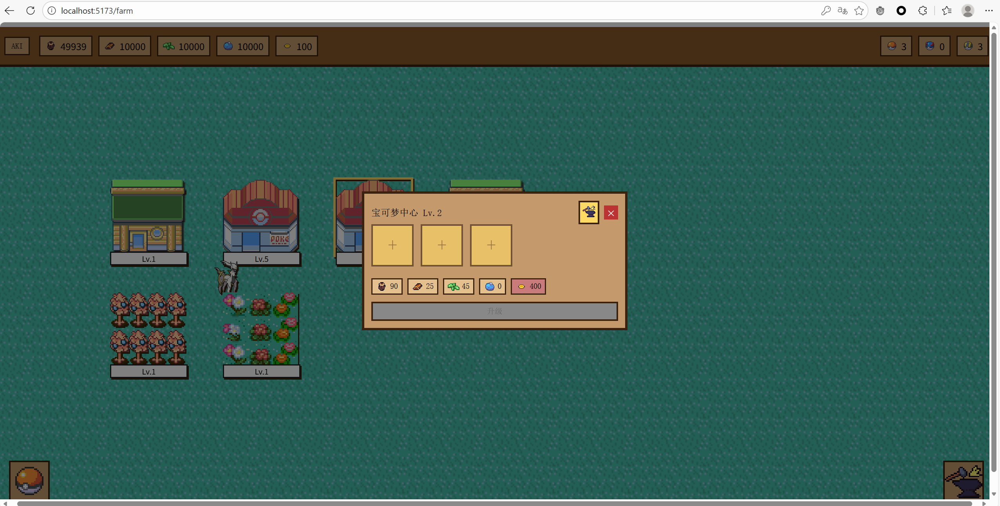 localhost:5173/farm
AKI 49939 10000 10000 10000 100 3 0 3
宝可梦中心 Lv.2
Lv.1 Lv.5
POKé
90 25 45 0 400
升级
Lv.1 Lv.1